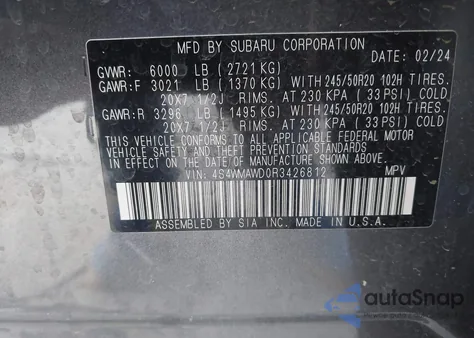 MFD BY SUBARU CORPORATION
DATE: 02/24
GVWR: 6000 LB ( 2721 KG)
GAWR:F 3021 LB ( 1370 KG) WITH 245/50R20 102H TIRES.
20X7 1/2J RIMS. AT 230 KPA ( 33 PSI) COLD
GAWR:R 3296 LB ( 1495 KG) WITH 245/50R20 102H TIRES.
20X7 1/2J RIMS. AT 230 KPA ( 33 PSI) COLD
THIS VEHICLE CONFORMS TO ALL APPLICABLE FEDERAL MOTOR
VEHICLE SAFETY BUMPER, AND THEFT PREVENTION STANDARDS
IN EFFECT ON THE DATE OF MANUFACTURE SHOWN ABOVE.
VIN: 4S4WMAWD0R3426812 MPV
ASSEMBLED BY SIA INC. MADE IN U.S.A.
autoSnap